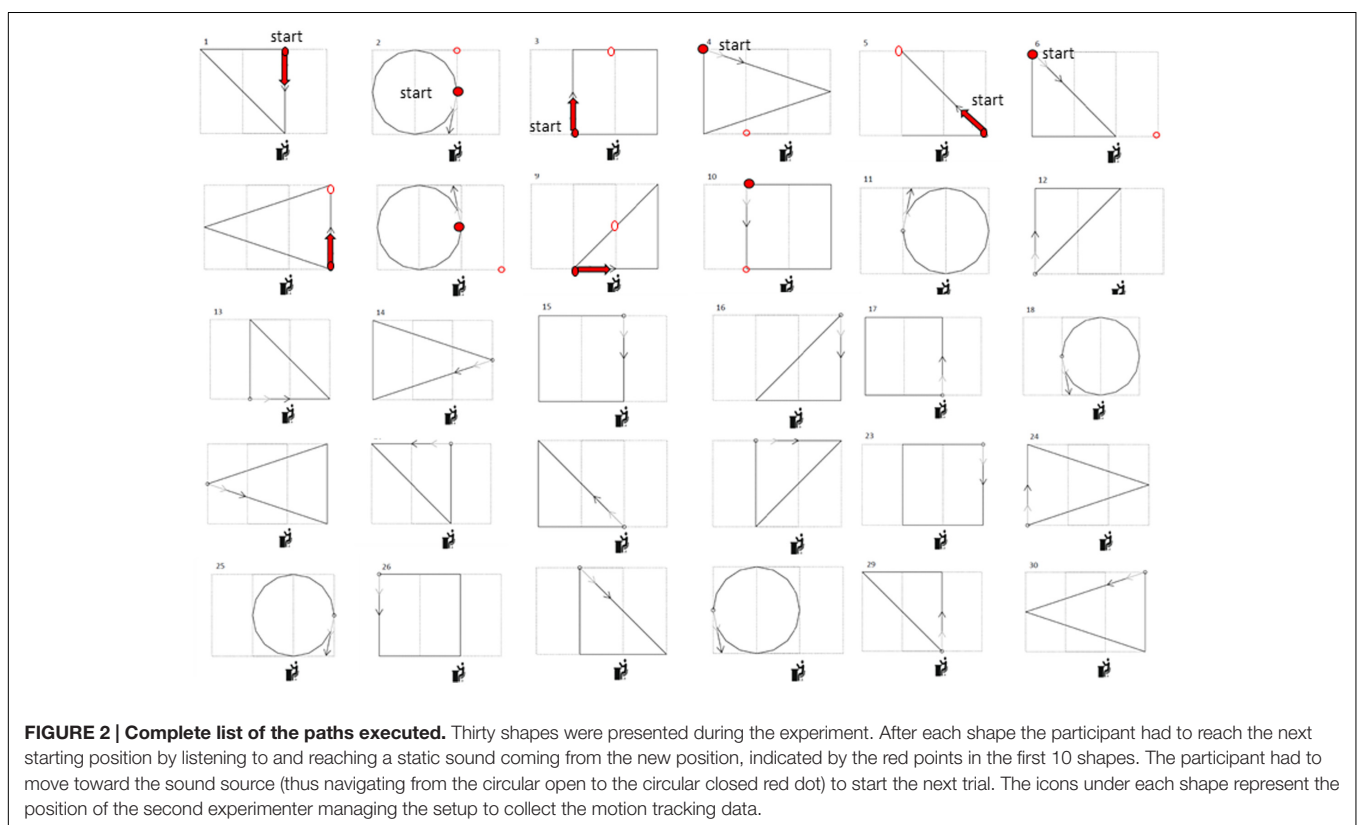 start
1
2
3
4 start
5
6 start
start
start
start
9
10
11
12
13
14
15
16
17
18
23
24
25
26
29
30
FIGURE 2 | Complete list of the paths executed. Thirty shapes were presented during the experiment. After each shape the participant had to reach the next
starting position by listening to and reaching a static sound coming from the new position, indicated by the red points in the first 10 shapes. The participant had to
move toward the sound source (thus navigating from the circular open to the circular closed red dot) to start the next trial. The icons under each shape represent the
position of the second experimenter managing the setup to collect the motion tracking data.